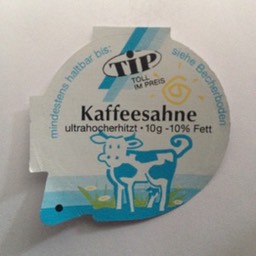 mindestens haltbar bis: siehe Becherboden
TIP
TOLL
IM PREIS
Kaffeesahne
ultrahocherhitzt · 10g -10% Fett